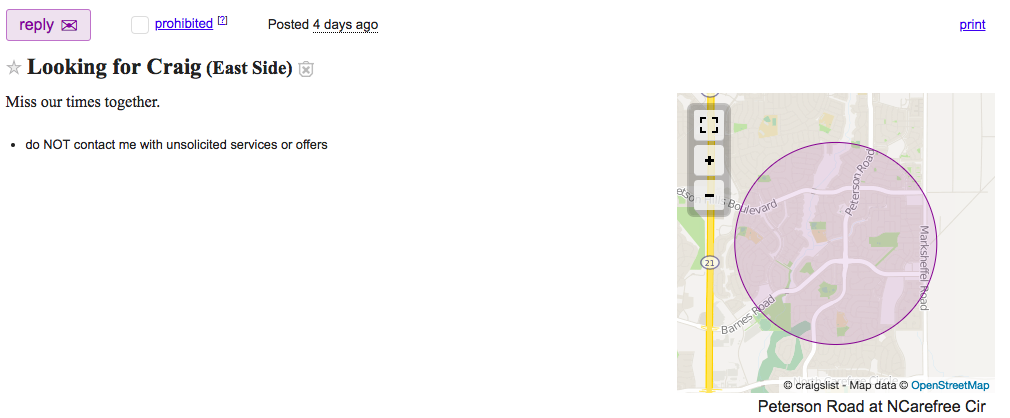 reply
prohibited [?]
Posted 4 days ago
print
Looking for Craig (East Side)
Miss our times together.
• do NOT contact me with unsolicited services or offers
+
−
Boulevard
Peterson Road
21
Marksheffel Road
Barnes Road
© craigslist - Map data © OpenStreetMap
Peterson Road at NCarefree Cir